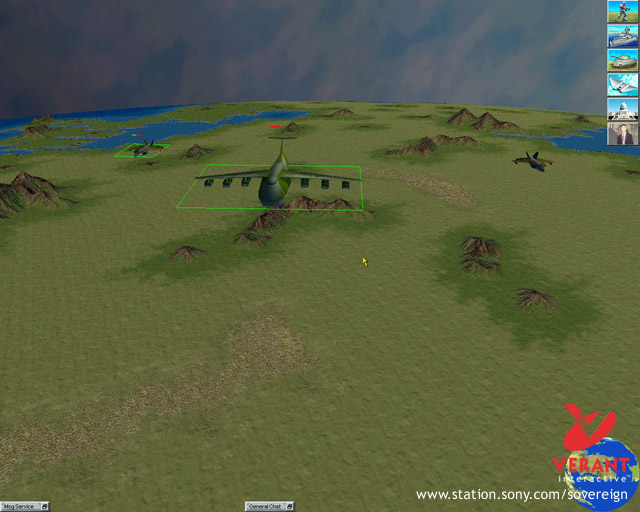 VERANT
Interactive
www.station.sony.com/sovereign
Msg Service
General Chat